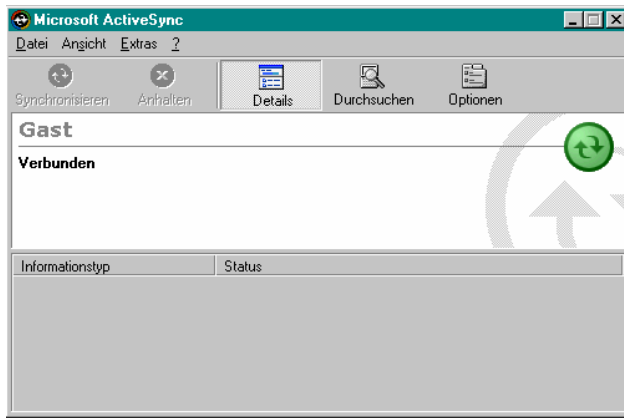 Microsoft ActiveSync
Datei Ansicht Extras ?
Synchronisieren Anhalten Details Durchsuchen Optionen
Gast
Verbunden
Informationstyp Status